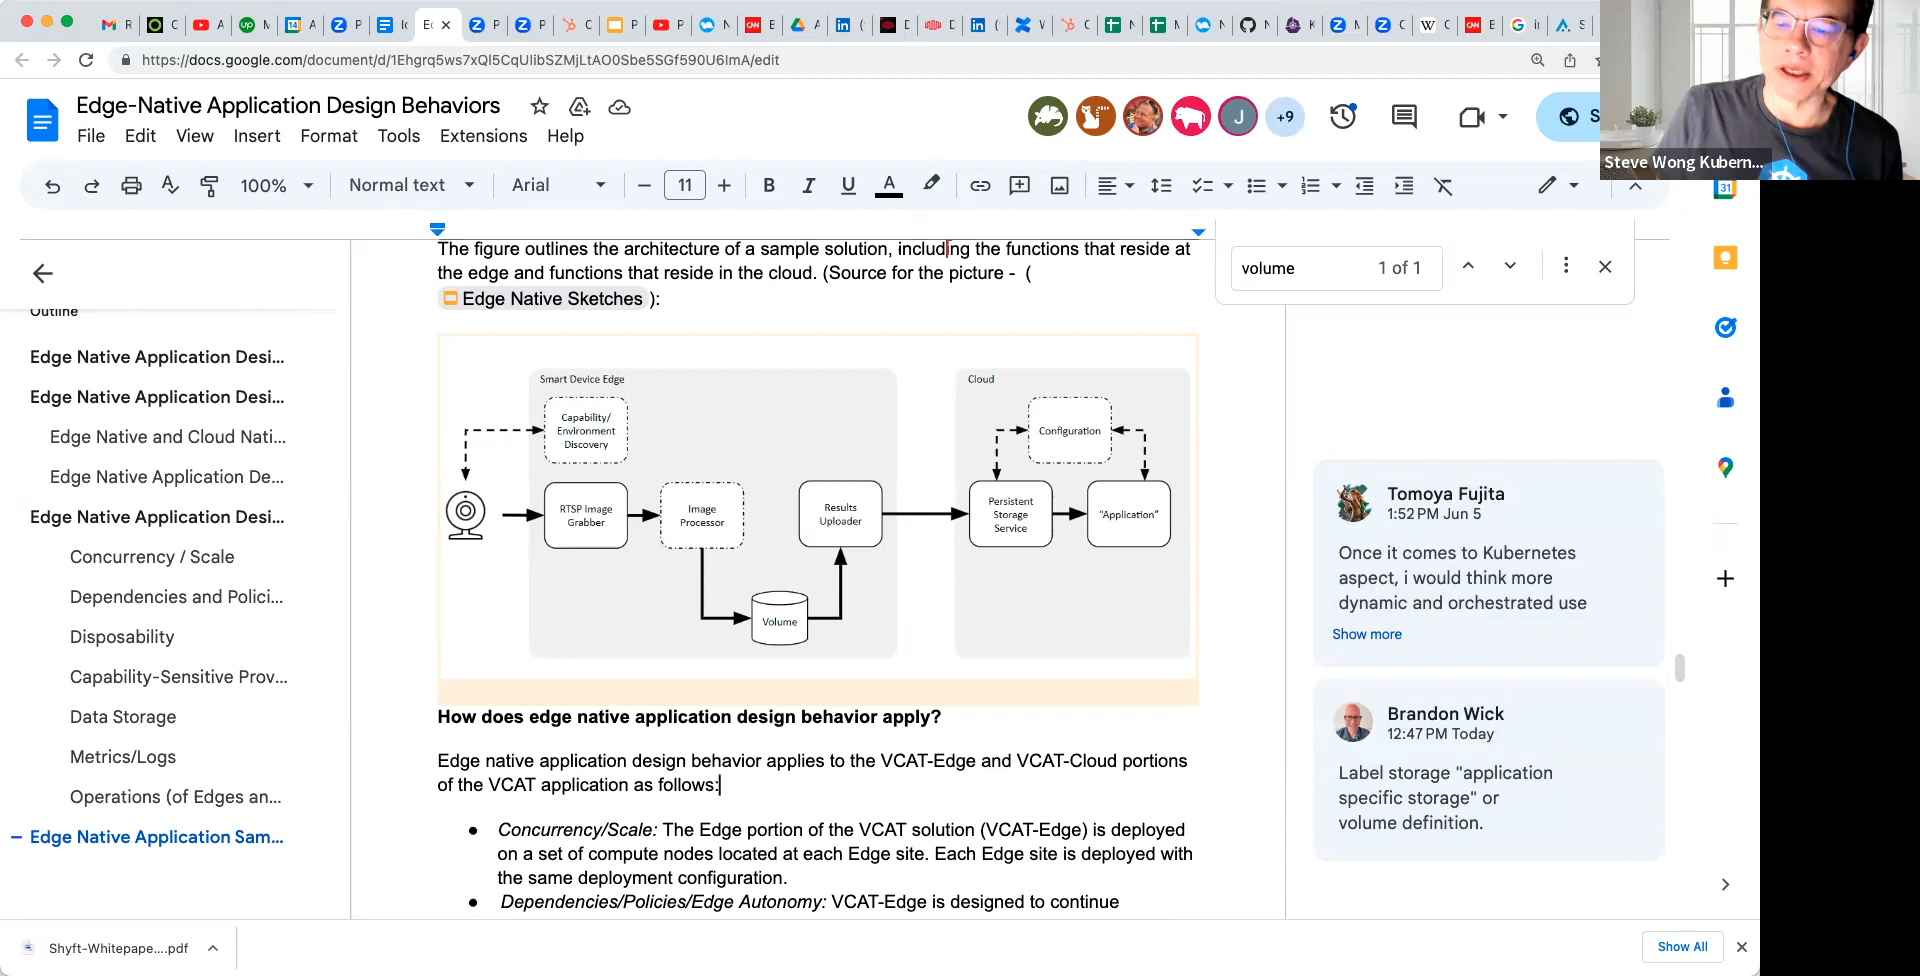 R
C
A
M
A
P
Ic
Ec
P
P
C
P
P
N
E
A
(
D
D
(
W
C
N
M
N
N
K
M
C
C
E
ir
S
https://docs.google.com/document/d/1Ehgrq5ws7xQl5CqUlibSZMjLtAO0Sbe5SGf590U6lmA/edit
Edge-Native Application Design Behaviors
File Edit View Insert Format Tools Extensions Help
J
+9
S
Steve Wong Kubern...
100% Normal text Arial 11 B I U A
31
volume 1 of 1
Outline
Edge Native Application Desi...
Edge Native Application Desi...
Edge Native and Cloud Nati...
Edge Native Application De...
Edge Native Application Desi...
Concurrency / Scale
Dependencies and Polici...
Disposability
Capability-Sensitive Prov...
Data Storage
Metrics/Logs
Operations (of Edges an...
Edge Native Application Sam...
The figure outlines the architecture of a sample solution, including the functions that reside at
the edge and functions that reside in the cloud. (Source for the picture - (
Edge Native Sketches ):
Smart Device Edge
Capability/
Environment
Discovery
RTSP Image
Grabber
Image
Processor
Volume
Results
Uploader
Cloud
Configuration
Persistent
Storage
Service
“Application”
How does edge native application design behavior apply?
Edge native application design behavior applies to the VCAT-Edge and VCAT-Cloud portions
of the VCAT application as follows:
● Concurrency/Scale: The Edge portion of the VCAT solution (VCAT-Edge) is deployed
on a set of compute nodes located at each Edge site. Each Edge site is deployed with
the same deployment configuration.
● Dependencies/Policies/Edge Autonomy: VCAT-Edge is designed to continue
Tomoya Fujita
1:52 PM Jun 5
Once it comes to Kubernetes
aspect, i would think more
dynamic and orchestrated use
Show more
Brandon Wick
12:47 PM Today
Label storage "application
specific storage" or
volume definition.
Shyft-Whitepape....pdf
Show All